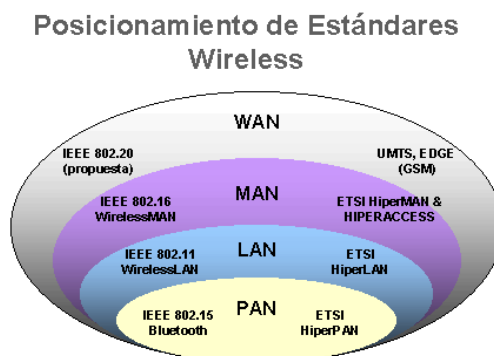 Posicionamiento de Estándares
Wireless
WAN
IEEE 802.20
(propuesta)
UMTS, EDGE
(GSM)
MAN
IEEE 802.16
WirelessMAN
ETSI HiperMAN &
HIPERACCESS
LAN
IEEE 802.11
WirelessLAN
ETSI
HiperLAN
PAN
IEEE 802.15
Bluetooth
ETSI
HiperPAN